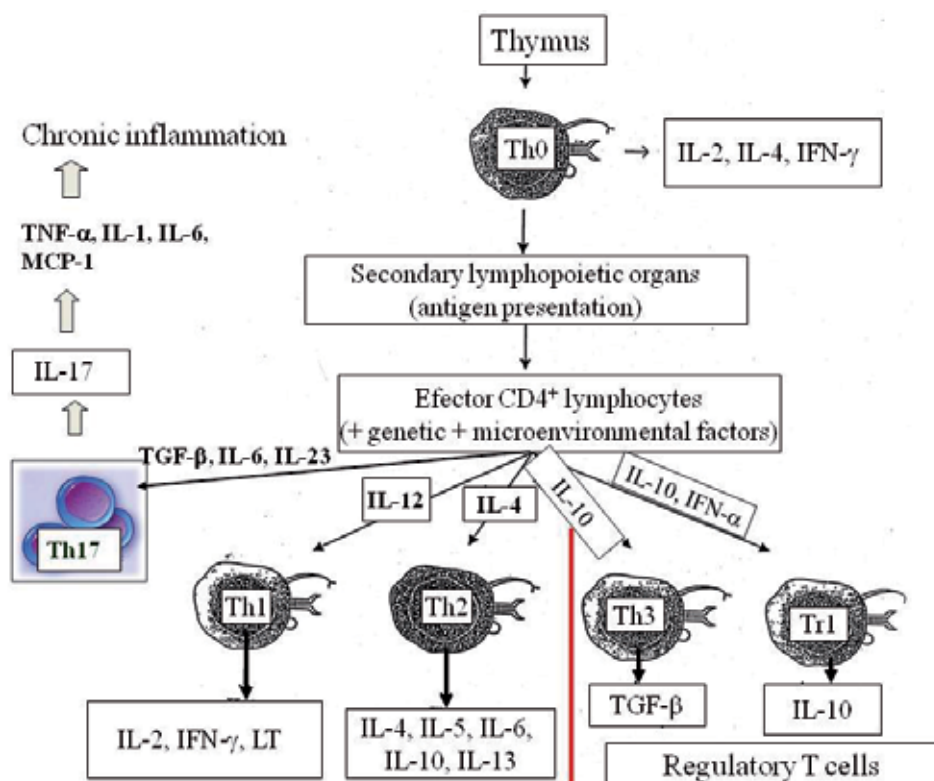 Thymus
Th0
IL-2, IL-4, IFN-γ
Chronic inflammation
TNF-α, IL-1, IL-6,
MCP-1
IL-17
Th17
Secondary lymphopoietic organs
(antigen presentation)
Efector CD4⁺ lymphocytes
(+ genetic + microenvironmental factors)
TGF-β, IL-6, IL-23
IL-12
IL-4
IL-10
IL-10, IFN-α
Th1
Th2
Th3
Tr1
IL-2, IFN-γ, LT
IL-4, IL-5, IL-6,
IL-10, IL-13
TGF-β
IL-10
Regulatory T cells